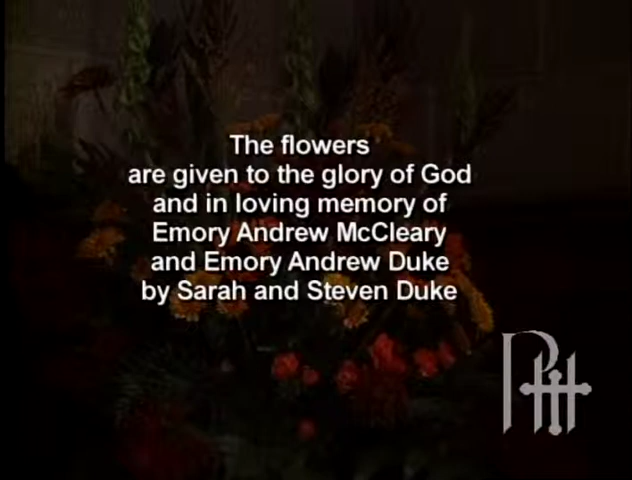 The flowers
are given to the glory of God
and in loving memory of
Emory Andrew McCleary
and Emory Andrew Duke
by Sarah and Steven Duke